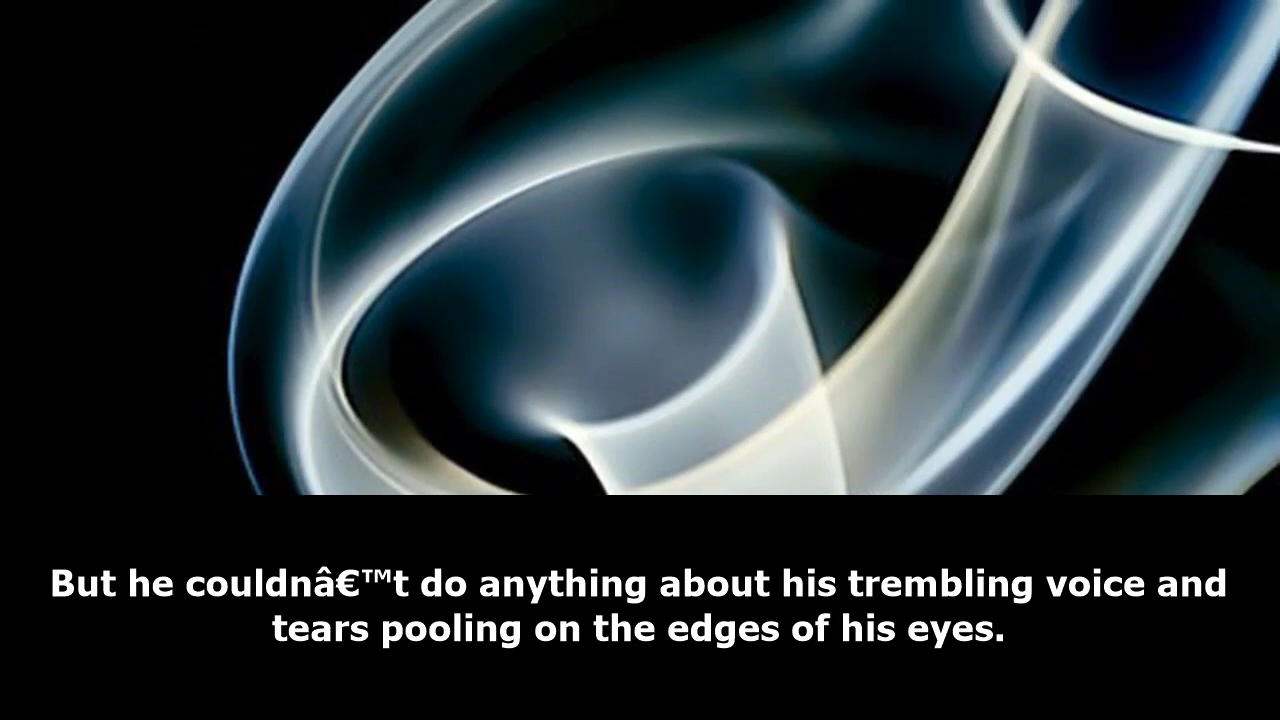 But he couldnâ€™t do anything about his trembling voice and
tears pooling on the edges of his eyes.